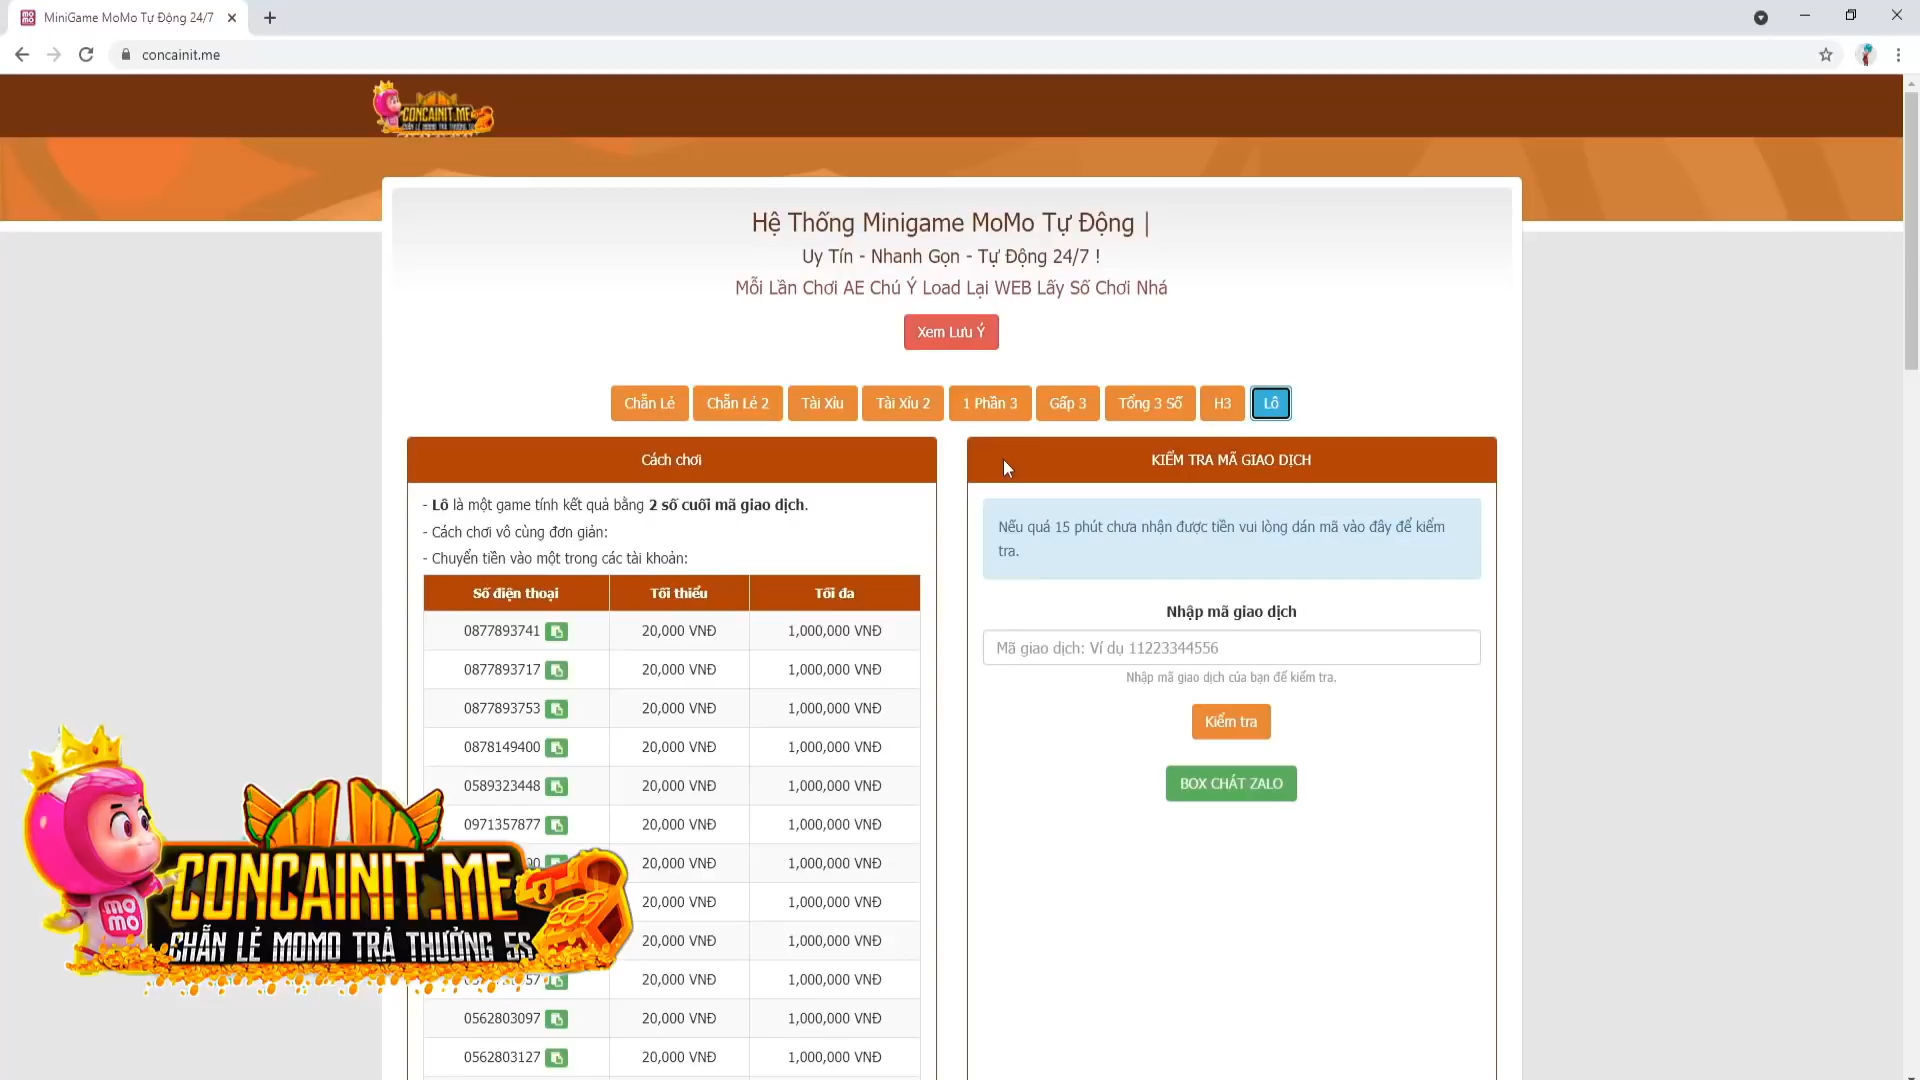 MiniGame MoMo Tự Động 24/7
concainit.me
CONCAINIT.ME
CHẴN LẺ MOMO TRẢ THƯỞNG 5S
Hệ Thống Minigame MoMo Tự Động |
Uy Tín - Nhanh Gọn - Tự Động 24/7 !
Mỗi Lần Chơi AE Chú Ý Load Lại WEB Lấy Số Chơi Nhá
Xem Lưu Ý
Chẵn Lẻ Chẵn Lẻ 2 Tài Xỉu Tài Xỉu 2 1 Phần 3 Gấp 3 Tổng 3 Số H3 Lô
Cách chơi
- Lô là một game tính kết quả bằng 2 số cuối mã giao dịch.
- Cách chơi vô cùng đơn giản:
- Chuyển tiền vào một trong các tài khoản:
Số điện thoại Tối thiểu Tối đa
0877893741 20,000 VNĐ 1,000,000 VNĐ
0877893717 20,000 VNĐ 1,000,000 VNĐ
0877893753 20,000 VNĐ 1,000,000 VNĐ
0878149400 20,000 VNĐ 1,000,000 VNĐ
0589323448 20,000 VNĐ 1,000,000 VNĐ
0971357877 20,000 VNĐ 1,000,000 VNĐ
20,000 VNĐ 1,000,000 VNĐ
20,000 VNĐ 1,000,000 VNĐ
20,000 VNĐ 1,000,000 VNĐ
20,000 VNĐ 1,000,000 VNĐ
0562803097 20,000 VNĐ 1,000,000 VNĐ
0562803127 20,000 VNĐ 1,000,000 VNĐ
KIỂM TRA MÃ GIAO DỊCH
Nếu quá 15 phút chưa nhận được tiền vui lòng dán mã vào đây để kiểm
tra.
Nhập mã giao dịch
Mã giao dịch: Ví dụ 11223344556
Nhập mã giao dịch của bạn để kiểm tra.
Kiểm tra
BOX CHÁT ZALO
mo
mo
CONCAINIT.ME
CHẴN LẺ MOMO TRẢ THƯỞNG 5S